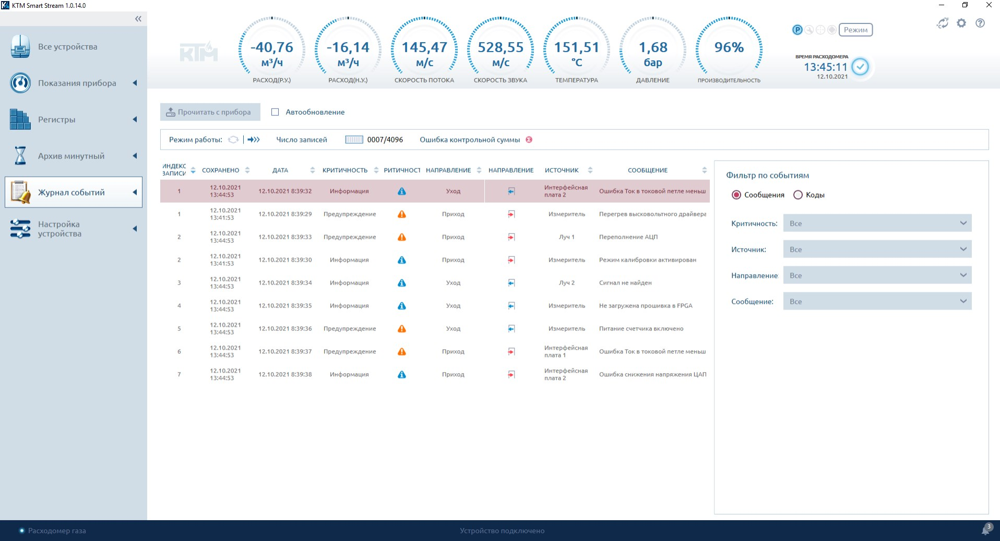 KTM Smart Stream 1.0.14.0
Все устройства
Показания прибора
Регистры
Архив минутный
Журнал событий
Настройка
устройства
КТМ
-40,76
м³/ч
РАСХОД(Р.У.)
-16,14
м³/ч
РАСХОД(Н.У.)
145,47
м/с
СКОРОСТЬ ПОТОКА
528,55
м/с
СКОРОСТЬ ЗВУКА
151,51
°C
ТЕМПЕРАТУРА
1,68
бар
ДАВЛЕНИЕ
96%
ПРОИЗВОДИТЕЛЬНОСТЬ
P Режим
ВРЕМЯ РАСХОДОМЕРА
13:45:11
12.10.2021
Прочитать с прибора Автообновление
Режим работы: Число записей 0007/4096 Ошибка контрольной суммы
ИНДЕКС ЗАПИСИ СОХРАНЕНО ДАТА КРИТИЧНОСТЬ РИТИЧНОСТ НАПРАВЛЕНИЕ НАПРАВЛЕНИЕ ИСТОЧНИК СООБЩЕНИЕ
1 12.10.2021 13:44:53 12.10.2021 8:39:32 Информация Уход Интерфейсная плата 2 Ошибка Ток в токовой петле меньш
1 12.10.2021 13:41:53 12.10.2021 8:39:29 Предупреждение Приход Измеритель Перегрев высковольтного драйвера
2 12.10.2021 13:44:53 12.10.2021 8:39:33 Предупреждение Приход Луч 1 Переполнение АЦП
2 12.10.2021 13:41:53 12.10.2021 8:39:30 Информация Приход Измеритель Режим калибровки активирован
3 12.10.2021 13:44:53 12.10.2021 8:39:34 Информация Уход Луч 2 Сигнал не найден
4 12.10.2021 13:44:53 12.10.2021 8:39:35 Информация Уход Измеритель Не загружена прошивка в FPGA
5 12.10.2021 13:44:53 12.10.2021 8:39:36 Предупреждение Уход Измеритель Питание счетчика включено
6 12.10.2021 13:44:53 12.10.2021 8:39:37 Предупреждение Приход Интерфейсная плата 1 Ошибка Ток в токовой петле меньш
7 12.10.2021 13:44:53 12.10.2021 8:39:38 Информация Приход Интерфейсная плата 2 Ошибка снижения напряжения ЦАП
Фильтр по событиям
Сообщения Коды
Критичность: Все
Источник: Все
Направление: Все
Сообщение: Все
Расходомер газа Устройство подключено 3